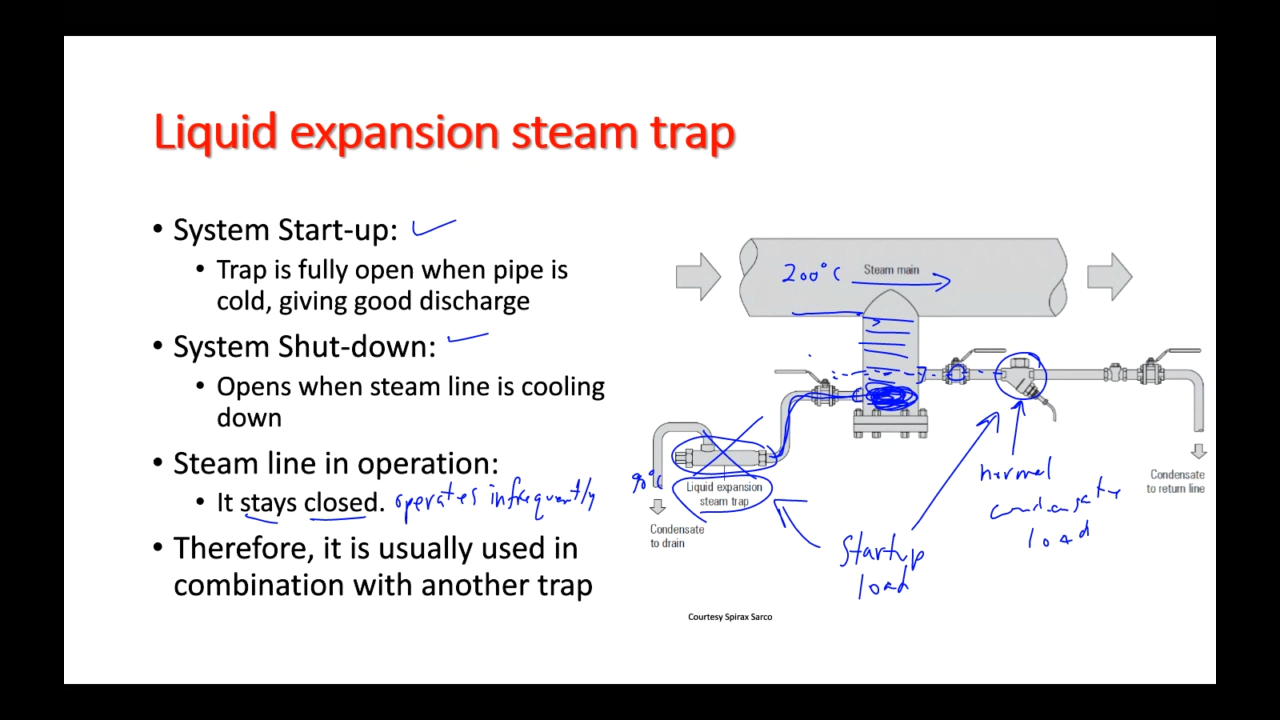 Liquid expansion steam trap
• System Start-up:
• Trap is fully open when pipe is
cold, giving good discharge
• System Shut-down:
• Opens when steam line is cooling
down
• Steam line in operation:
• It stays closed. operates infrequently
• Therefore, it is usually used in
combination with another trap
200°C
Steam main
90°C
Liquid expansion
steam trap
Condensate
to drain
Startup
load
normal
condensate
load
Condensate
to return line
Courtesy Spirax Sarco